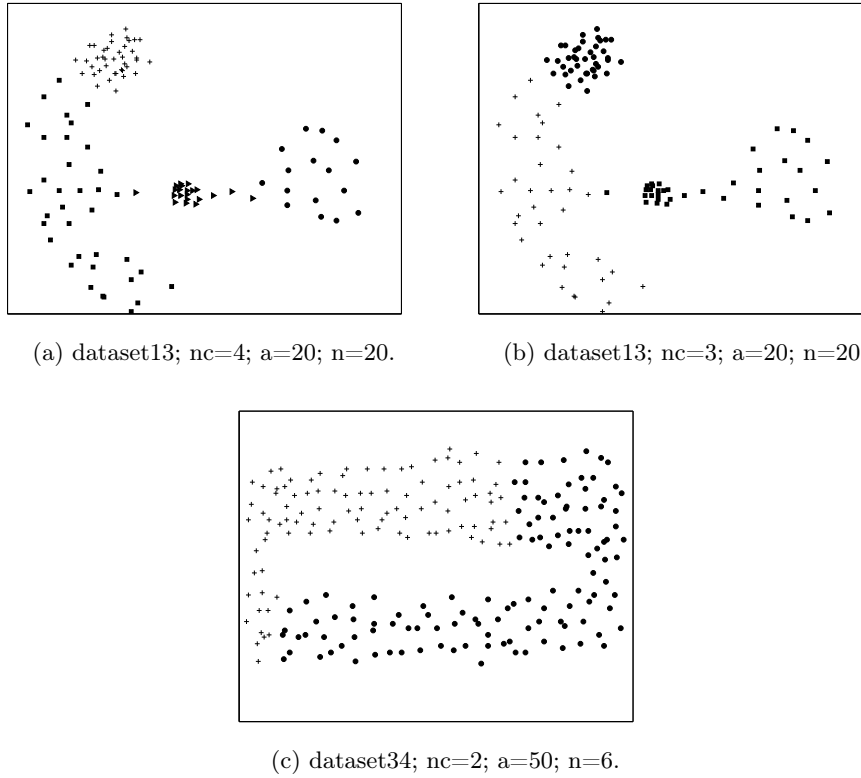 (a) dataset13; nc=4; a=20; n=20.
(b) dataset13; nc=3; a=20; n=20
(c) dataset34; nc=2; a=50; n=6.